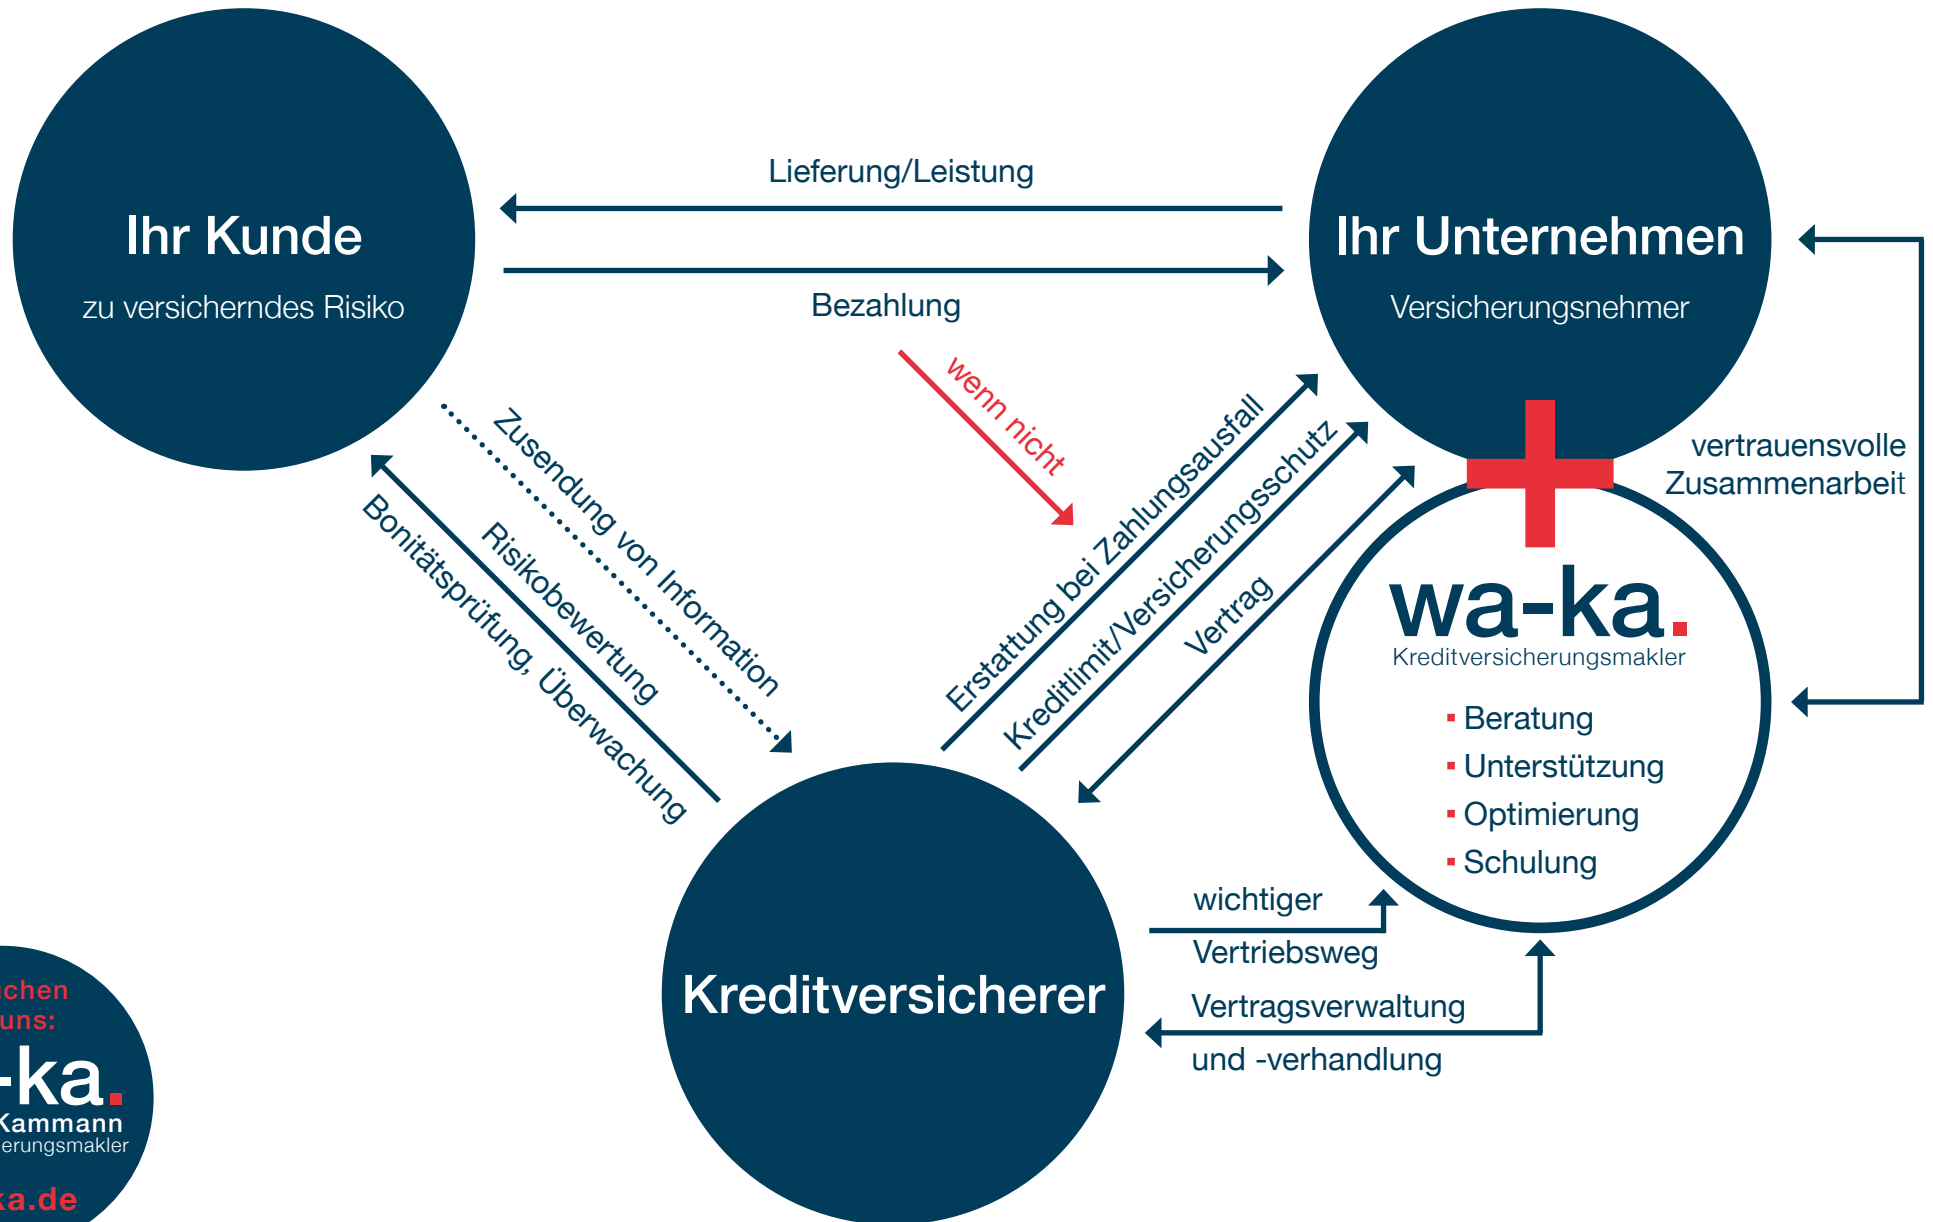 Lieferung/Leistung
Ihr Kunde
zu versicherndes Risiko
Ihr Unternehmen
Versicherungsnehmer
Bezahlung
wenn nicht
vertrauensvolle
Zusammenarbeit
Zusendung von Information
Risikobewertung
Bonitätsprüfung, Überwachung
Erstattung bei Zahlungsausfall
Kreditlimit/Versicherungsschutz
Vertrag
wa-ka.
Kreditversicherungsmakler
Beratung
Unterstützung
Optimierung
Schulung
Kreditversicherer
wichtiger
Vertriebsweg
Vertragsverwaltung
und -verhandlung
uns:
-ka.
Kammann